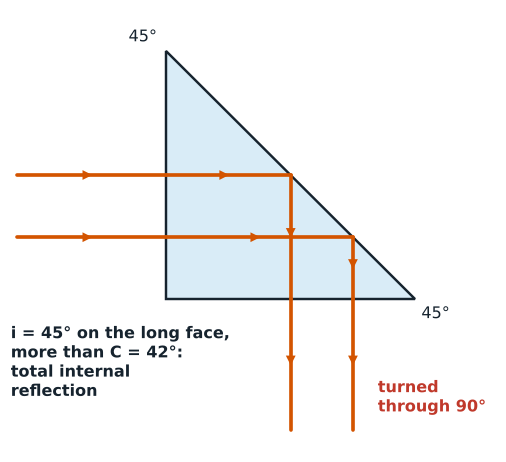 45°
45°
i = 45° on the long face,
more than C = 42°:
total internal
reflection
turned
through 90°